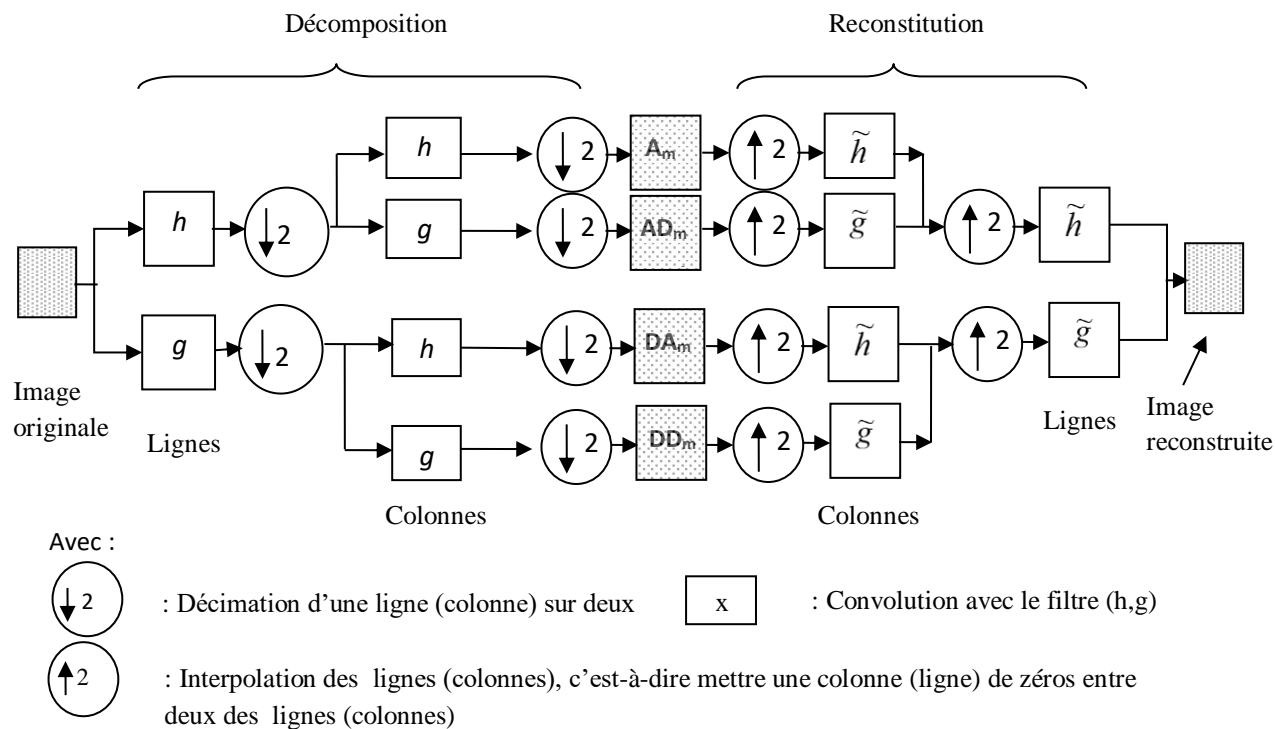 Décomposition Reconstitution
h ↓ 2 A_m ↑ 2 h̃
h ↓ 2 g ↓ 2 AD_m ↑ 2 g̃ ↑ 2 h̃
g ↓ 2 h ↓ 2 DA_m ↑ 2 h̃ ↑ 2 g̃
Image originale
Lignes
g ↓ 2 DD_m ↑ 2 g̃
Lignes
Image reconstruite
Colonnes Colonnes
Avec :
↓ 2 : Décimation d’une ligne (colonne) sur deux
x : Convolution avec le filtre (h,g)
↑ 2 : Interpolation des lignes (colonnes), c’est-à-dire mettre une colonne (ligne) de zéros entre
deux des lignes (colonnes)